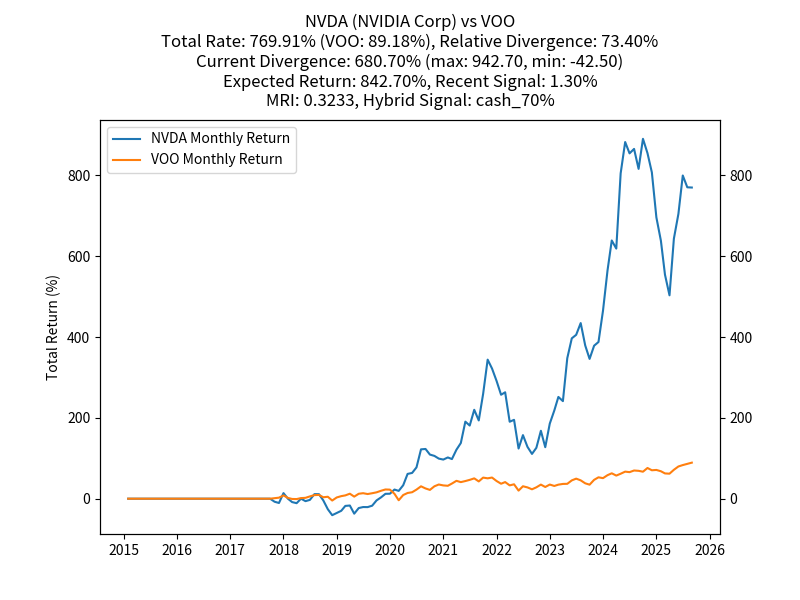 NVDA (NVIDIA Corp) vs VOO
Total Rate: 769.91% (VOO: 89.18%), Relative Divergence: 73.40%
Current Divergence: 680.70% (max: 942.70, min: -42.50)
Expected Return: 842.70%, Recent Signal: 1.30%
MRI: 0.3233, Hybrid Signal: cash_70%
NVDA Monthly Return
VOO Monthly Return
Total Return (%)
800
600
400
200
0
800
600
400
200
0
2015 2016 2017 2018 2019 2020 2021 2022 2023 2024 2025 2026